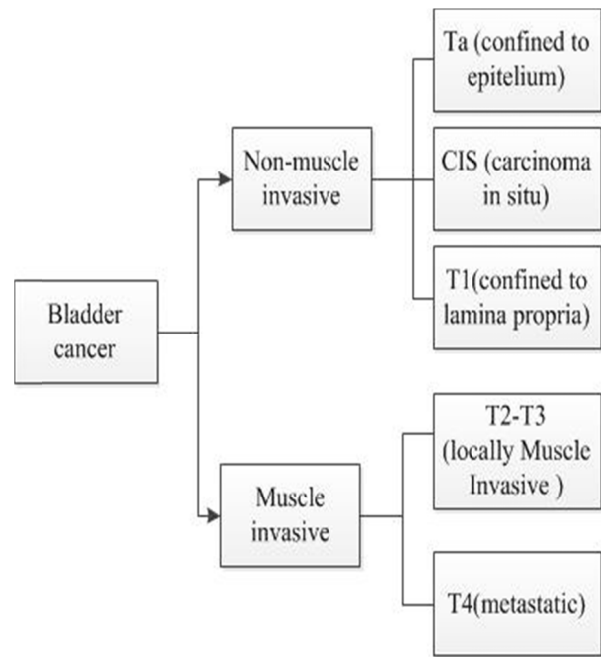 Bladder
cancer
Non-muscle
invasive
Ta (confined to
epitelium)
CIS (carcinoma
in situ)
T1(confined to
lamina propria)
Muscle
invasive
T2-T3
(locally Muscle
Invasive )
T4(metastatic)